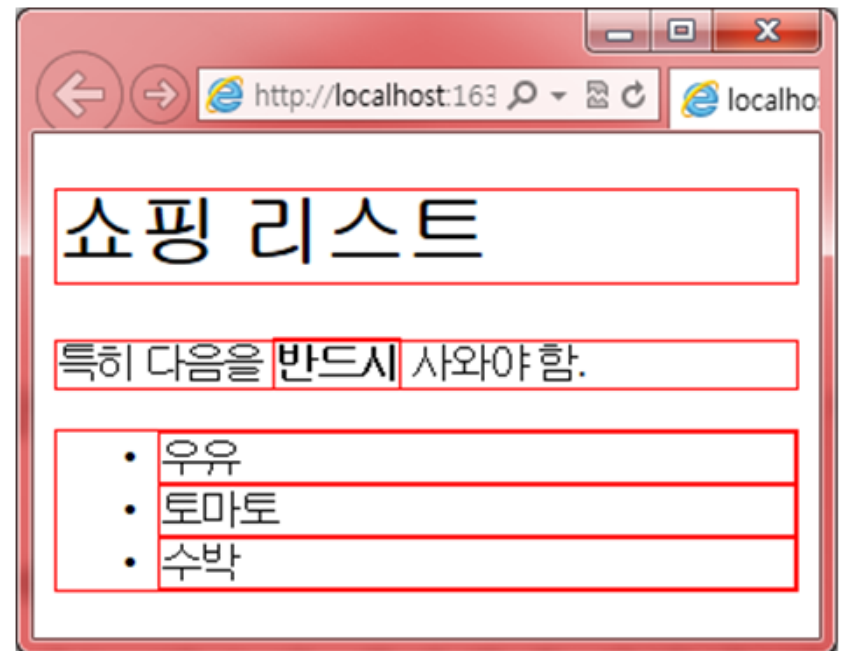 http://localhost:163
localho
쇼핑 리스트
특히 다음을 반드시 사와야 함.
• 우유
• 토마토
• 수박